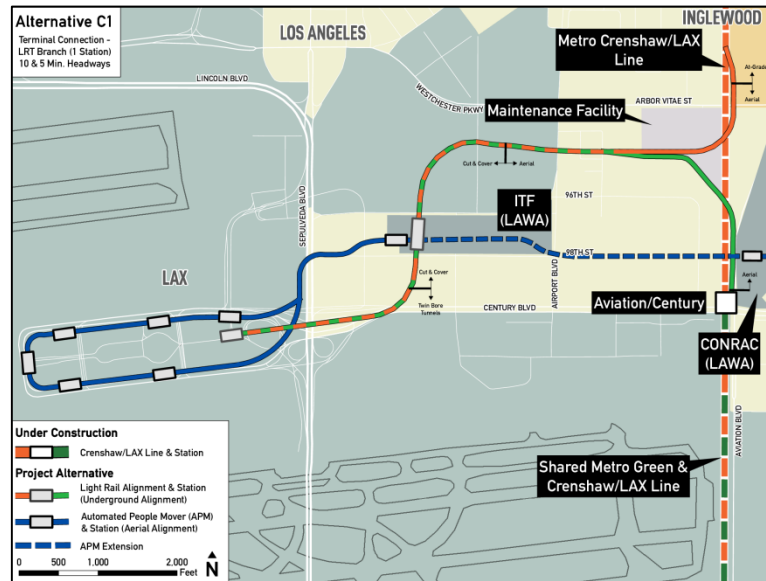 Alternative C1
Terminal Connection -
LRT Branch (1 Station)
10 & 5 Min. Headways
LOS ANGELES
INGLEWOOD
Metro Crenshaw/LAX
Line
LINCOLN BLVD
WESTCHESTER PKWY
At-Grade
Aerial
ARBOR VITAE ST
Maintenance Facility
Cut & Cover
Aerial
SEPULVEDA BLVD
96TH ST
ITF
(LAWA)
98TH ST
AIRPORT BLVD
LAX
Cut & Cover
Twin Bore
Tunnels
CENTURY BLVD
Aerial
Aviation/Century
CONRAC
(LAWA)
AVIATION BLVD
Shared Metro Green &
Crenshaw/LAX Line
Under Construction
Crenshaw/LAX Line & Station
Project Alternative
Light Rail Alignment & Station
(Underground Alignment)
Automated People Mover (APM)
& Station (Aerial Alignment)
APM Extension
0 500 1,000 2,000
Feet
N